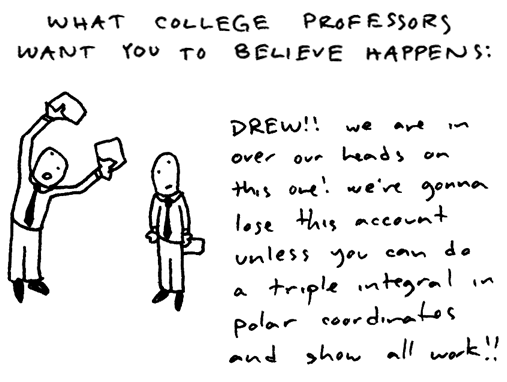 WHAT COLLEGE PROFESSORS
WANT YOU TO BELIEVE HAPPENS:
DREW!! we are in
over our heads on
this one! we're gonna
lose this account
unless you can do
a triple integral in
polar coordinates
and show all work!!